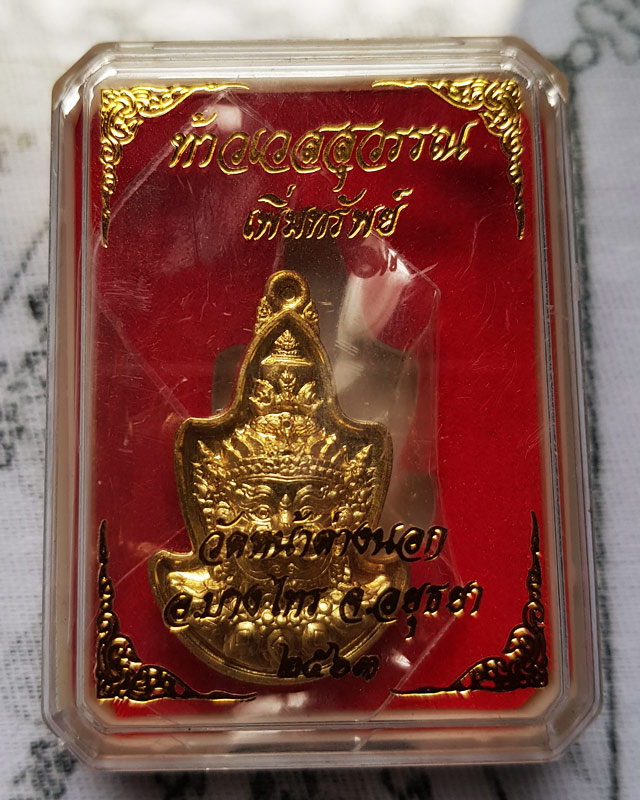 ท้าวเวสสุวรรณ
เพิ่มทรัพย์
วัดหน้าต่างนอก
อ.บางไทร จ.อยุธยา
๒๕๖๓